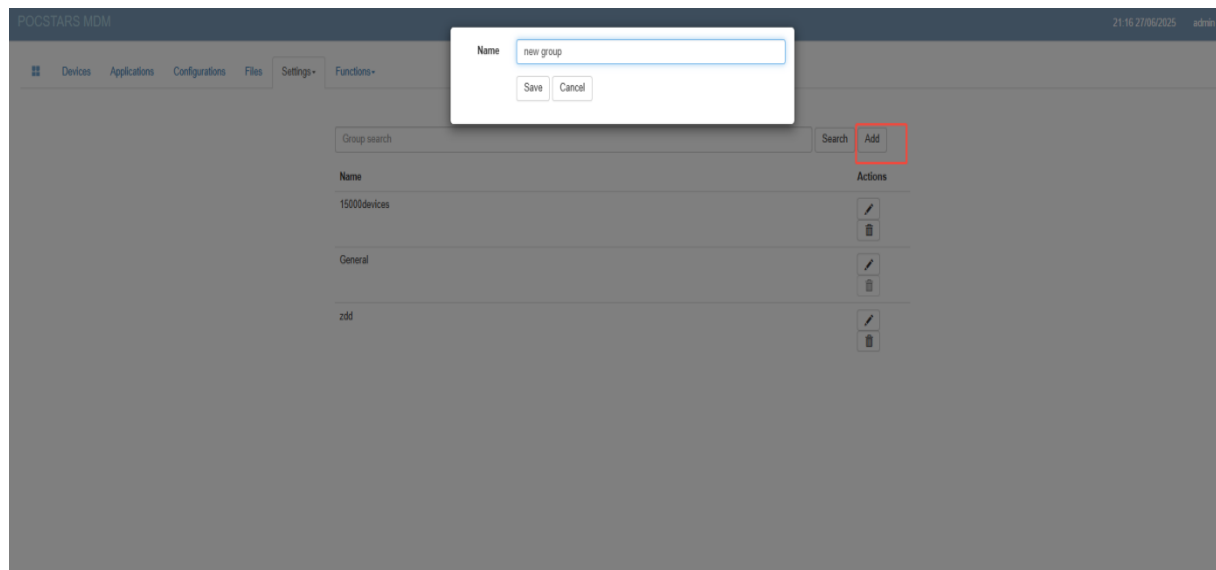 POCSTARS MDM 21:16 27/06/2025 admin
Name new group
Devices Applications Configurations Files Settings Functions
Save Cancel
Group search Search Add
Name Actions
15000devices
General
zdd